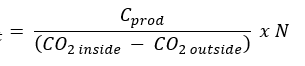 = C_prod / (CO_2 inside − CO_2 outside) x N